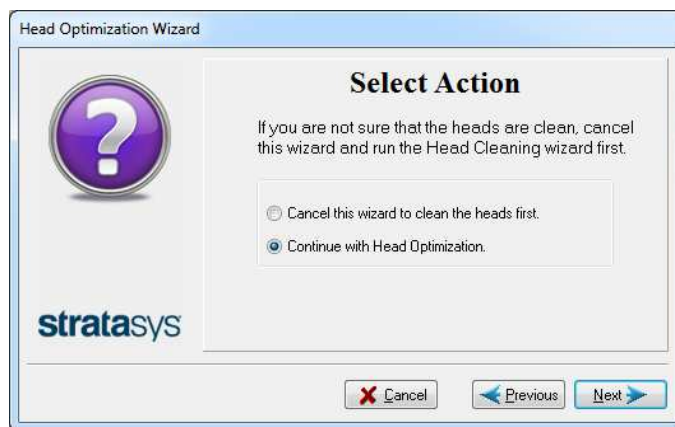 Head Optimization Wizard
Select Action
If you are not sure that the heads are clean, cancel
this wizard and run the Head Cleaning wizard first.
Cancel this wizard to clean the heads first.
Continue with Head Optimization.
stratasys
Cancel
Previous
Next